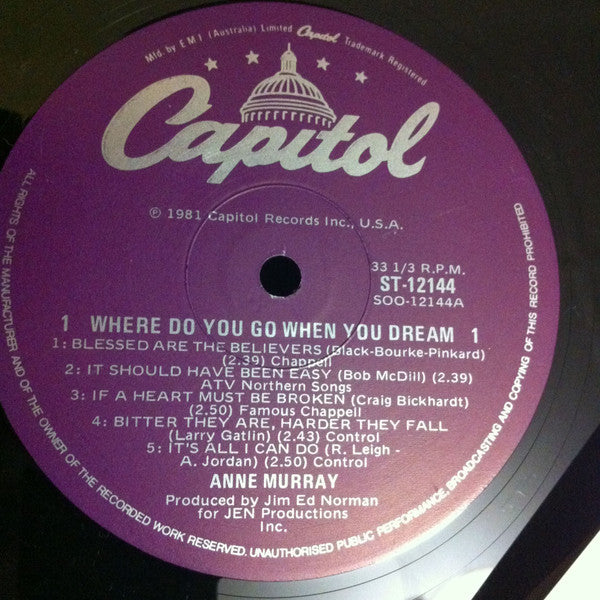 Mfd. by E M I (Australia) Limited Capitol Trademark Registered
Capitol
℗ 1981 Capitol Records Inc., U.S.A.
33 1/3 R.P.M.
ST-12144
SOO-12144A
1 WHERE DO YOU GO WHEN YOU DREAM 1
1: BLESSED ARE THE BELIEVERS (Black-Bourke-Pinkard)
(2.39) Chappell
2: IT SHOULD HAVE BEEN EASY (Bob McDill) (2.39)
ATV Northern Songs
3: IF A HEART MUST BE BROKEN (Craig Bickhardt)
(2.50) Famous Chappell
4: BITTER THEY ARE, HARDER THEY FALL
(Larry Gatlin) (2.43) Control
5: IT'S ALL I CAN DO (R. Leigh -
A. Jordan) (2.50) Control
ANNE MURRAY
Produced by Jim Ed Norman
for JEN Productions
Inc.
ALL RIGHTS OF THE MANUFACTURER AND OF THE OWNER OF THE RECORDED WORK RESERVED. UNAUTHORISED PUBLIC PERFORMANCE, BROADCASTING AND COPYING OF THIS RECORD PROHIBITED